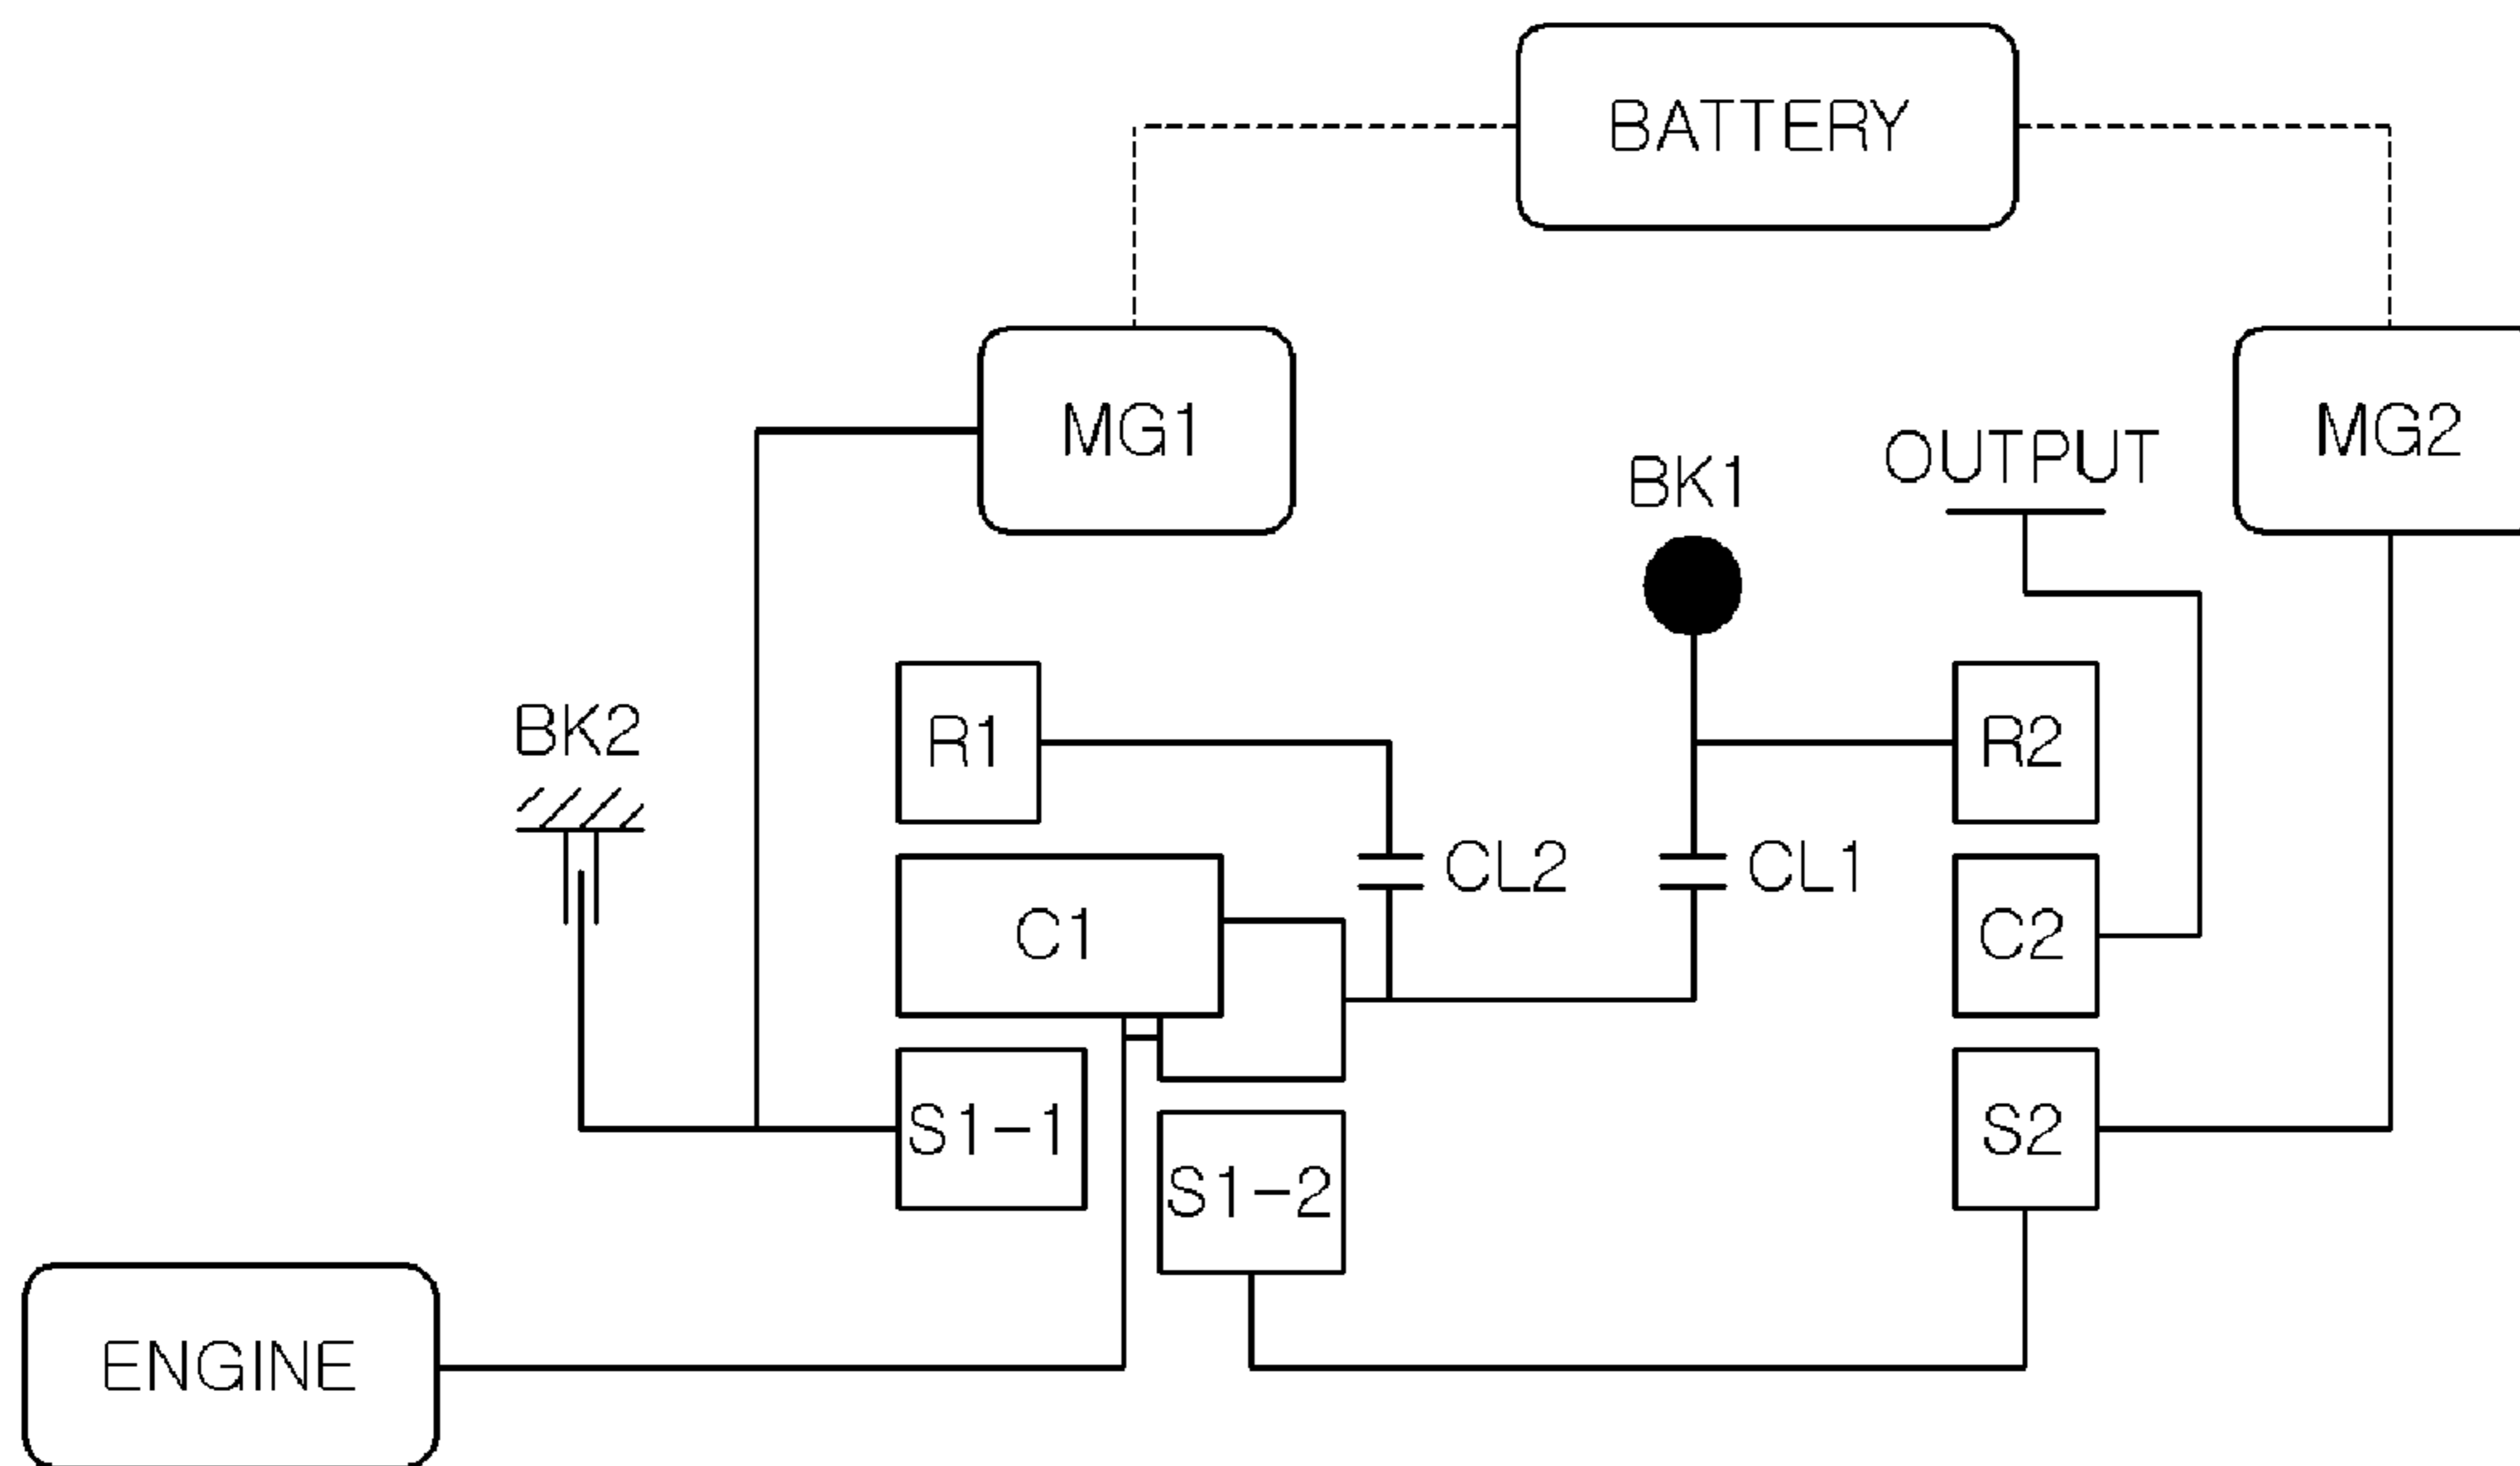 BATTERY
MG1
MG2
OUTPUT
BK1
BK2
R1
R2
CL2
CL1
C1
C2
S1-1
S2
S1-2
ENGINE